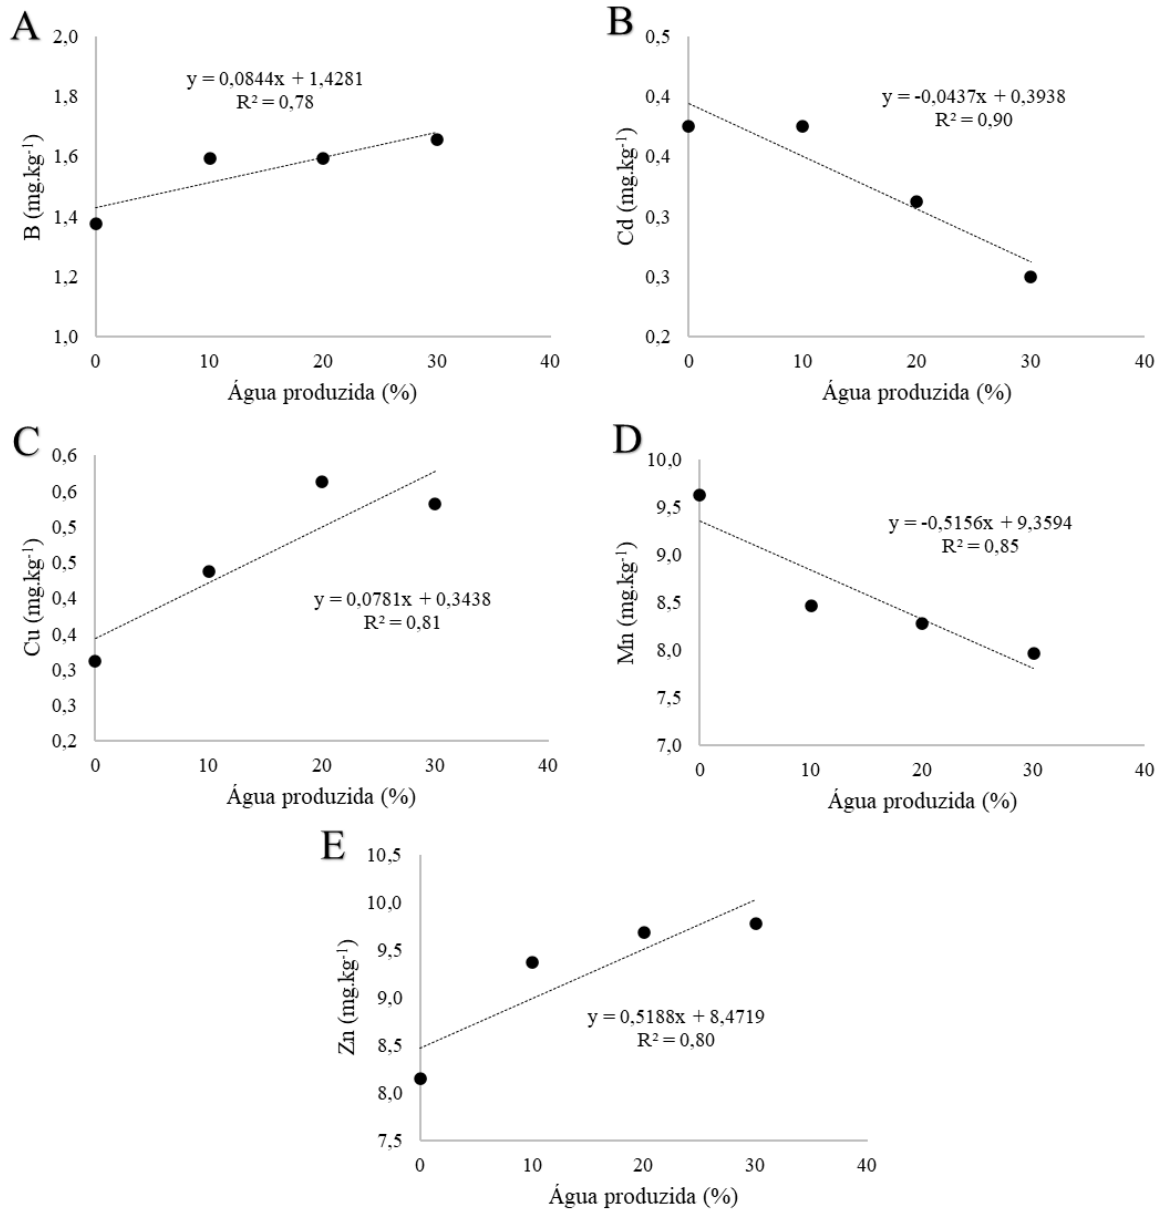 A
2,0
1,8
1,6
1,4
1,2
1,0
B (mg.kg-1)
y = 0,0844x + 1,4281
R² = 0,78
0 10 20 30 40
Água produzida (%)
B
0,5
0,4
0,4
0,3
0,3
0,2
Cd (mg.kg-1)
y = -0,0437x + 0,3938
R² = 0,90
0 10 20 30 40
Água produzida (%)
C
0,6
0,6
0,5
0,5
0,4
0,4
0,3
0,3
0,2
Cu (mg.kg-1)
y = 0,0781x + 0,3438
R² = 0,81
0 10 20 30 40
Água produzida (%)
D
10,0
9,5
9,0
8,5
8,0
7,5
7,0
Mn (mg.kg-1)
y = -0,5156x + 9,3594
R² = 0,85
0 10 20 30 40
Água produzida (%)
E
10,5
10,0
9,5
9,0
8,5
8,0
7,5
Zn (mg.kg-1)
y = 0,5188x + 8,4719
R² = 0,80
0 10 20 30 40
Água produzida (%)